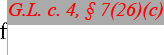 G.L. c. 4, § 7(26)(c)
f